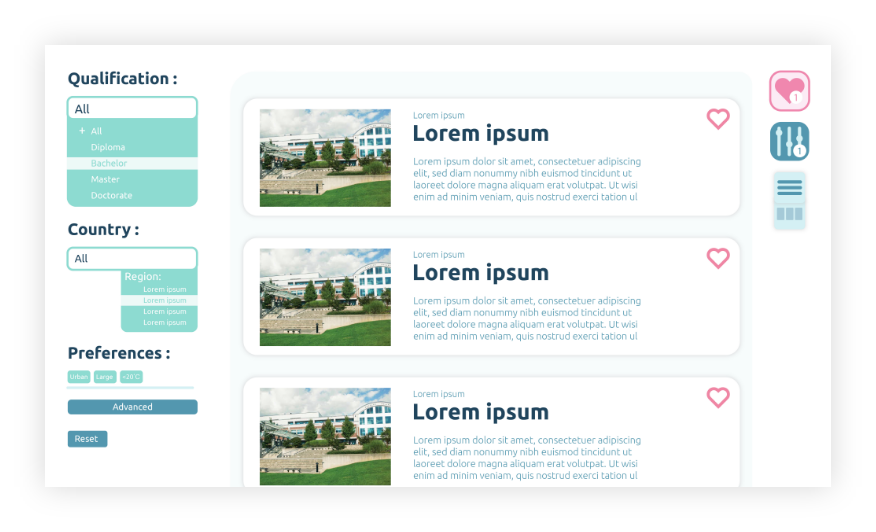 Qualification :
All
+ All
Diploma
Bachelor
Master
Doctorate
Country :
All
Region:
Lorem ipsum
Lorem ipsum
Lorem ipsum
Lorem ipsum
Preferences :
Urban Large <20 C
Advanced
Reset
Lorem ipsum
Lorem ipsum
Lorem ipsum dolor sit amet, consectetuer adipiscing
elit, sed diam nonummy nibh euismod tincidunt ut
laoreet dolore magna aliquam erat volutpat. Ut wisi
enim ad minim veniam, quis nostrud exerci tation ul
Lorem ipsum
Lorem ipsum
Lorem ipsum dolor sit amet, consectetuer adipiscing
elit, sed diam nonummy nibh euismod tincidunt ut
laoreet dolore magna aliquam erat volutpat. Ut wisi
enim ad minim veniam, quis nostrud exerci tation ul
Lorem ipsum
Lorem ipsum
Lorem ipsum dolor sit amet, consectetuer adipiscing
elit, sed diam nonummy nibh euismod tincidunt ut
laoreet dolore magna aliquam erat volutpat. Ut wisi
enim ad minim veniam, quis nostrud exerci tation ul
1
1